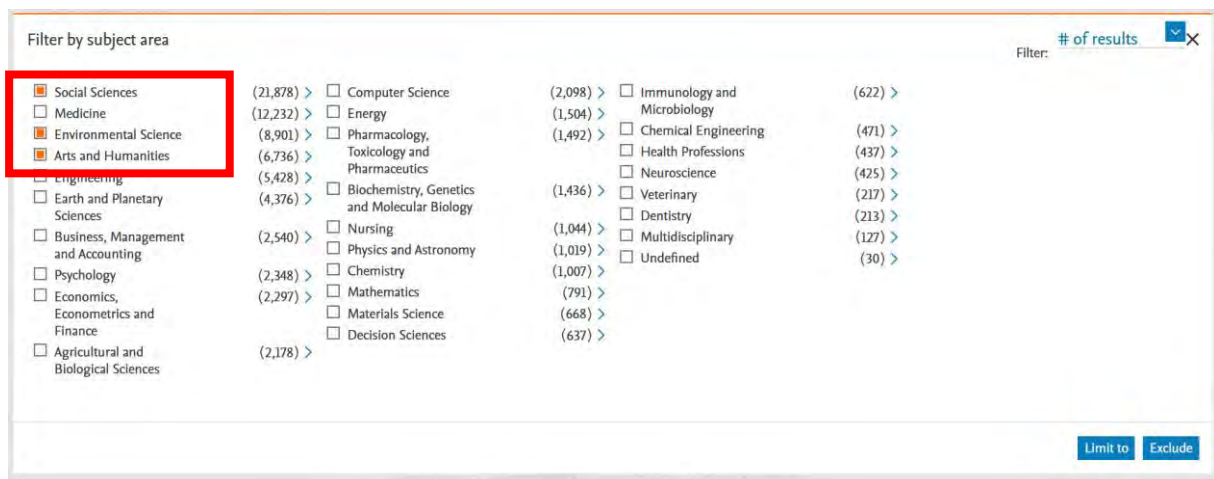 Filter by subject area
Filter:
# of results
Social Sciences (21,878)
Medicine (12,232)
Environmental Science (8,901)
Arts and Humanities (6,736)
Engineering (5,428)
Earth and Planetary (4,376)
Sciences
Business, Management (2,540)
and Accounting
Psychology (2,348)
Economics, (2,297)
Econometrics and
Finance
Agricultural and (2,178)
Biological Sciences
Computer Science (2,098)
Energy (1,504)
Pharmacology, (1,492)
Toxicology and
Pharmaceutics
Biochemistry, Genetics (1,436)
and Molecular Biology
Nursing (1,044)
Physics and Astronomy (1,019)
Chemistry (1,007)
Mathematics (791)
Materials Science (668)
Decision Sciences (637)
Immunology and (622)
Microbiology
Chemical Engineering (471)
Health Professions (437)
Neuroscience (425)
Veterinary (217)
Dentistry (213)
Multidisciplinary (127)
Undefined (30)
Limit to
Exclude